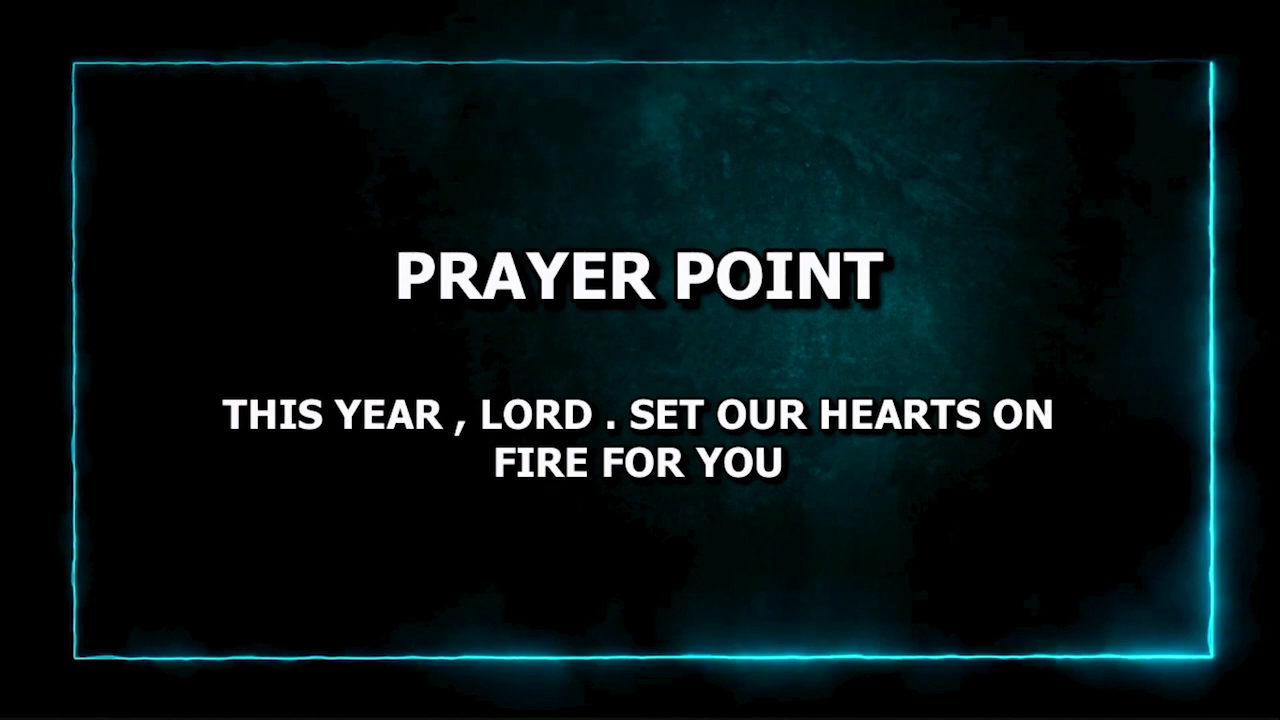 PRAYER POINT
THIS YEAR , LORD . SET OUR HEARTS ON
FIRE FOR YOU